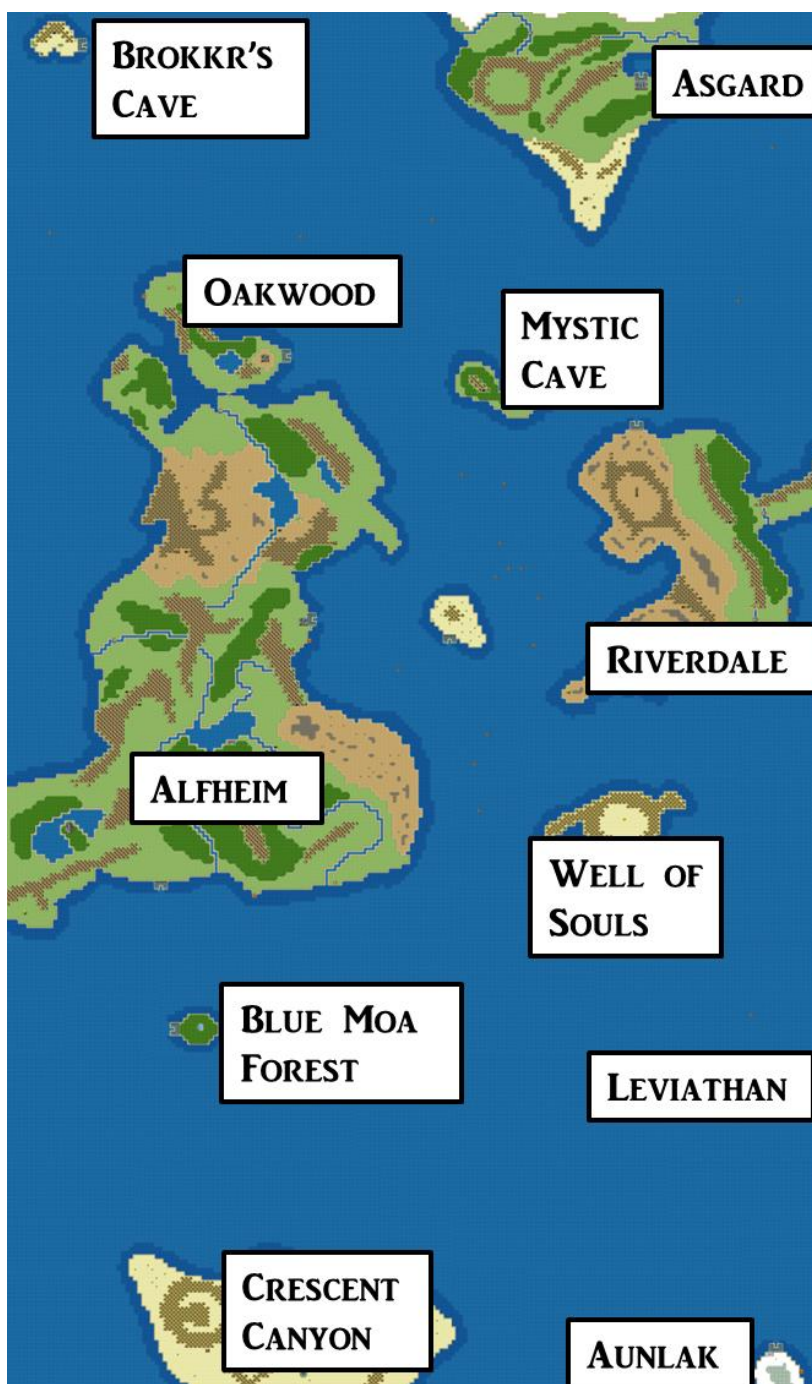 Brokkr's
Cave
Asgard
Oakwood
Mystic
Cave
Riverdale
Alfheim
Well of
Souls
Blue Moa
Forest
Leviathan
Crescent
Canyon
Aunlak